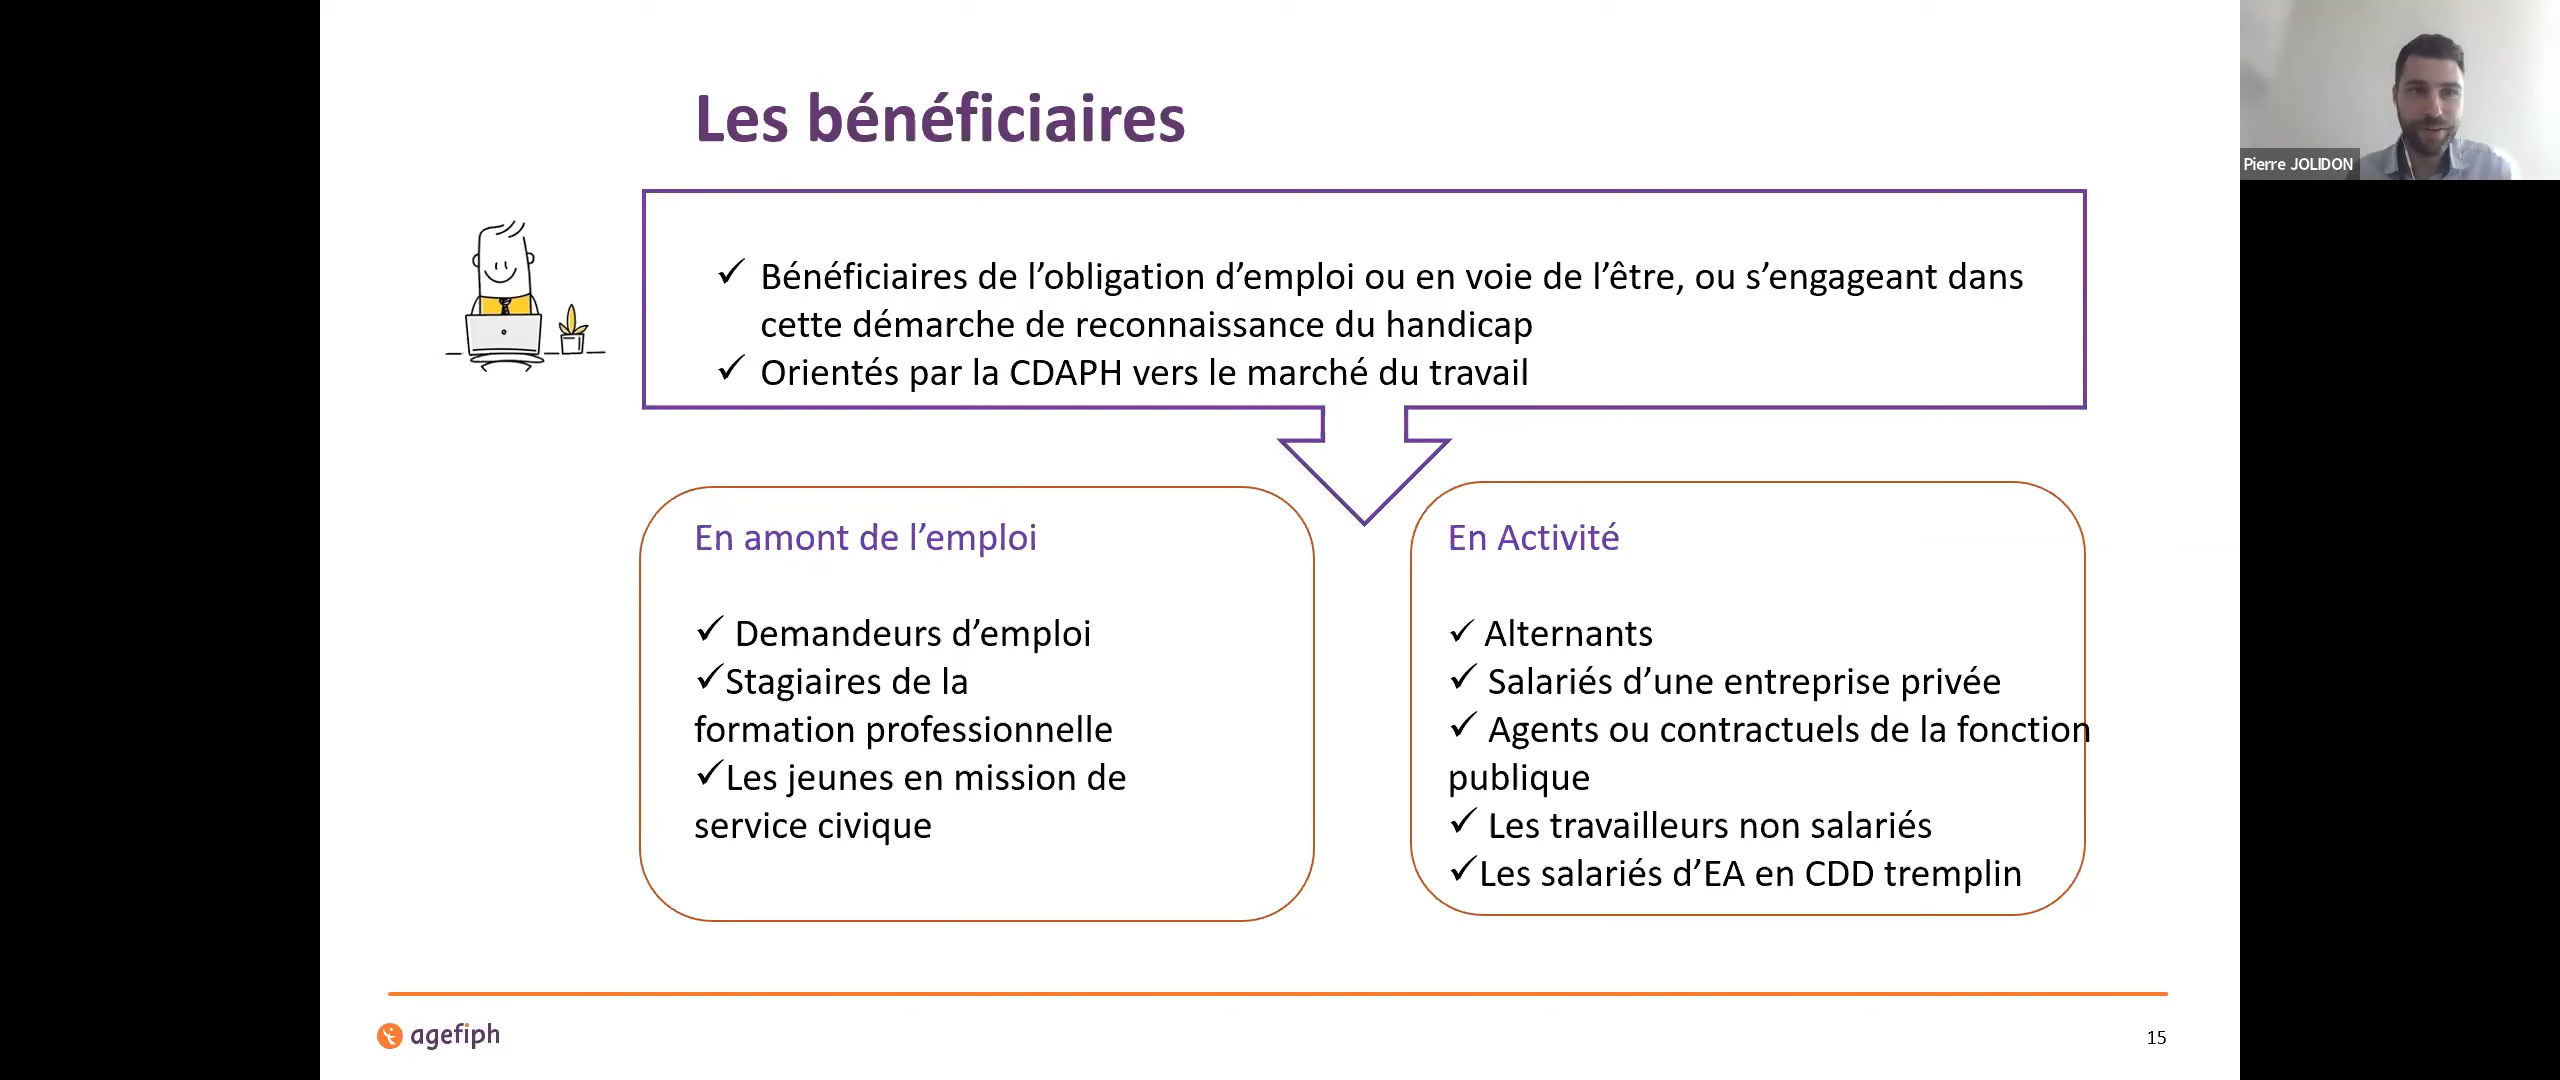 Les bénéficiaires
Pierre JOLIDON
✓ Bénéficiaires de l’obligation d’emploi ou en voie de l’être, ou s’engageant dans
cette démarche de reconnaissance du handicap
✓ Orientés par la CDAPH vers le marché du travail
En amont de l’emploi
✓ Demandeurs d’emploi
✓Stagiaires de la
formation professionnelle
✓Les jeunes en mission de
service civique
En Activité
✓ Alternants
✓ Salariés d’une entreprise privée
✓ Agents ou contractuels de la fonction
publique
✓ Les travailleurs non salariés
✓Les salariés d’EA en CDD tremplin
agefiph
15